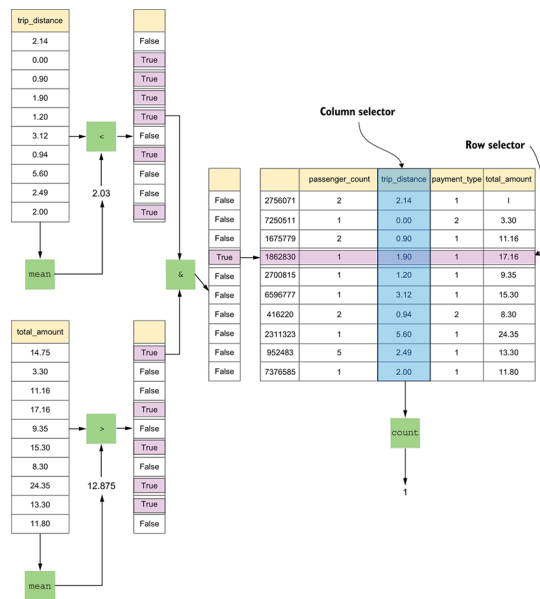 trip_distance
2.14
0.00
0.90
1.90
1.20
3.12
0.94
5.60
2.49
2.00
mean
<
2.03
False
True
True
True
True
False
True
False
False
True
total_amount
14.75
3.30
11.16
17.16
9.35
15.30
8.30
24.35
13.30
11.80
mean
>
12.875
True
False
False
True
False
True
False
True
True
False
&
False
False
False
True
False
False
False
False
False
False
Column selector
Row selector
passenger_count trip_distance payment_type total_amount
2756071 2 2.14 1 I
7250511 1 0.00 2 3.30
1675779 2 0.90 1 11.16
1862830 1 1.90 1 17.16
2700815 1 1.20 1 9.35
6596777 1 3.12 1 15.30
416220 2 0.94 2 8.30
2311323 1 5.60 1 24.35
952483 5 2.49 1 13.30
7376585 1 2.00 1 11.80
count
1